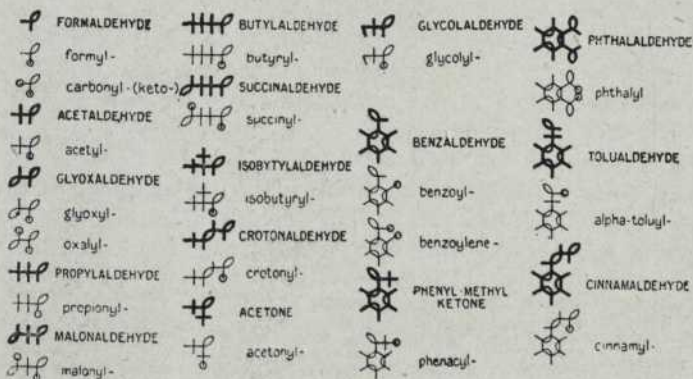 FORMALDEHYDE
formyl-
carbonyl-(keto-)
ACETALDEHYDE
acetyl-
GLYOXALDEHYDE
glyoxyl-
oxalyl-
PROPYLALDEHYDE
propionyl-
MALONALDEHYDE
malonyl-
BUTYLALDEHYDE
butyryl-
SUCCINALDEHYDE
succinyl-
ISOBYTYLALDEHYDE
isobutyryl-
CROTONALDEHYDE
crotonyl-
ACETONE
acetonyl-
GLYCOLALDEHYDE
glycolyl-
BENZALDEHYDE
benzoyl-
benzoylene-
PHENYL-METHYL
KETONE
phenacyl-
PHTHALALDEHYDE
phthalyl
TOLUALDEHYDE
alpha-toluyl-
CINNAMALDEHYDE
cinnamyl-